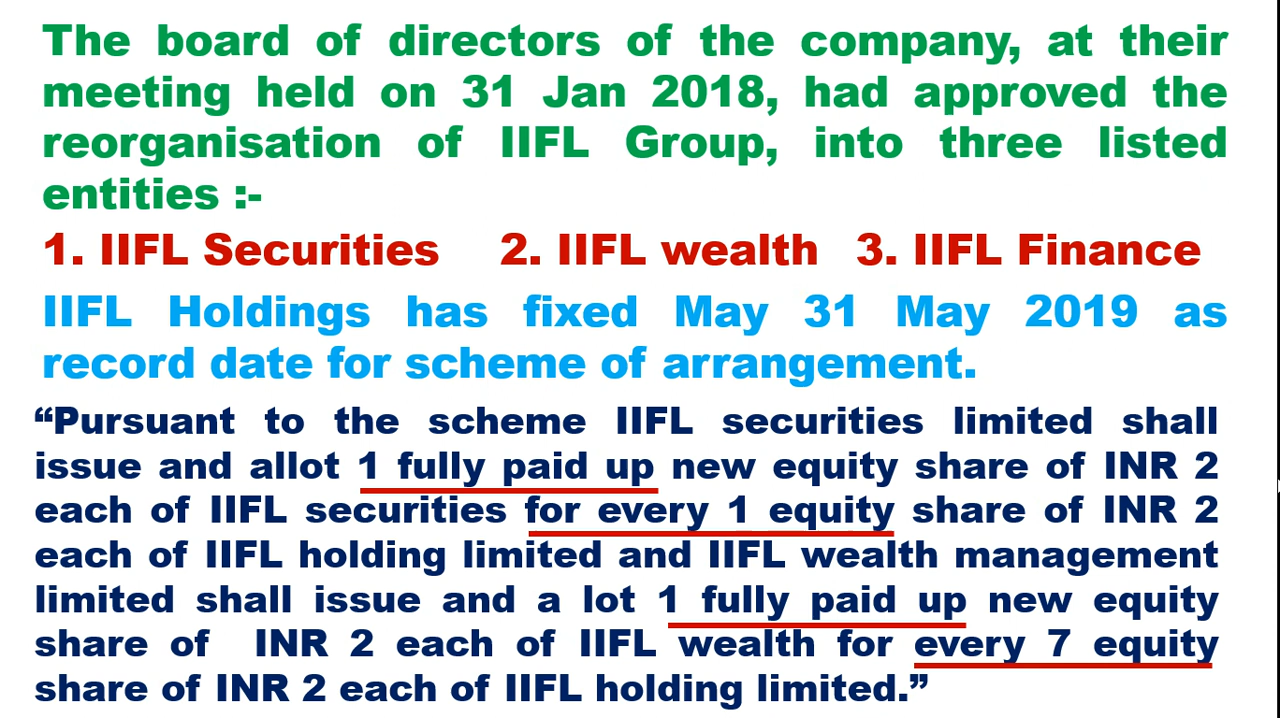 The board of directors of the company, at their
meeting held on 31 Jan 2018, had approved the
reorganisation of IIFL Group, into three listed
entities :-
1. IIFL Securities 2. IIFL wealth 3. IIFL Finance
IIFL Holdings has fixed May 31 May 2019 as
record date for scheme of arrangement.
“Pursuant to the scheme IIFL securities limited shall
issue and allot 1 fully paid up new equity share of INR 2
each of IIFL securities for every 1 equity share of INR 2
each of IIFL holding limited and IIFL wealth management
limited shall issue and a lot 1 fully paid up new equity
share of INR 2 each of IIFL wealth for every 7 equity
share of INR 2 each of IIFL holding limited.”